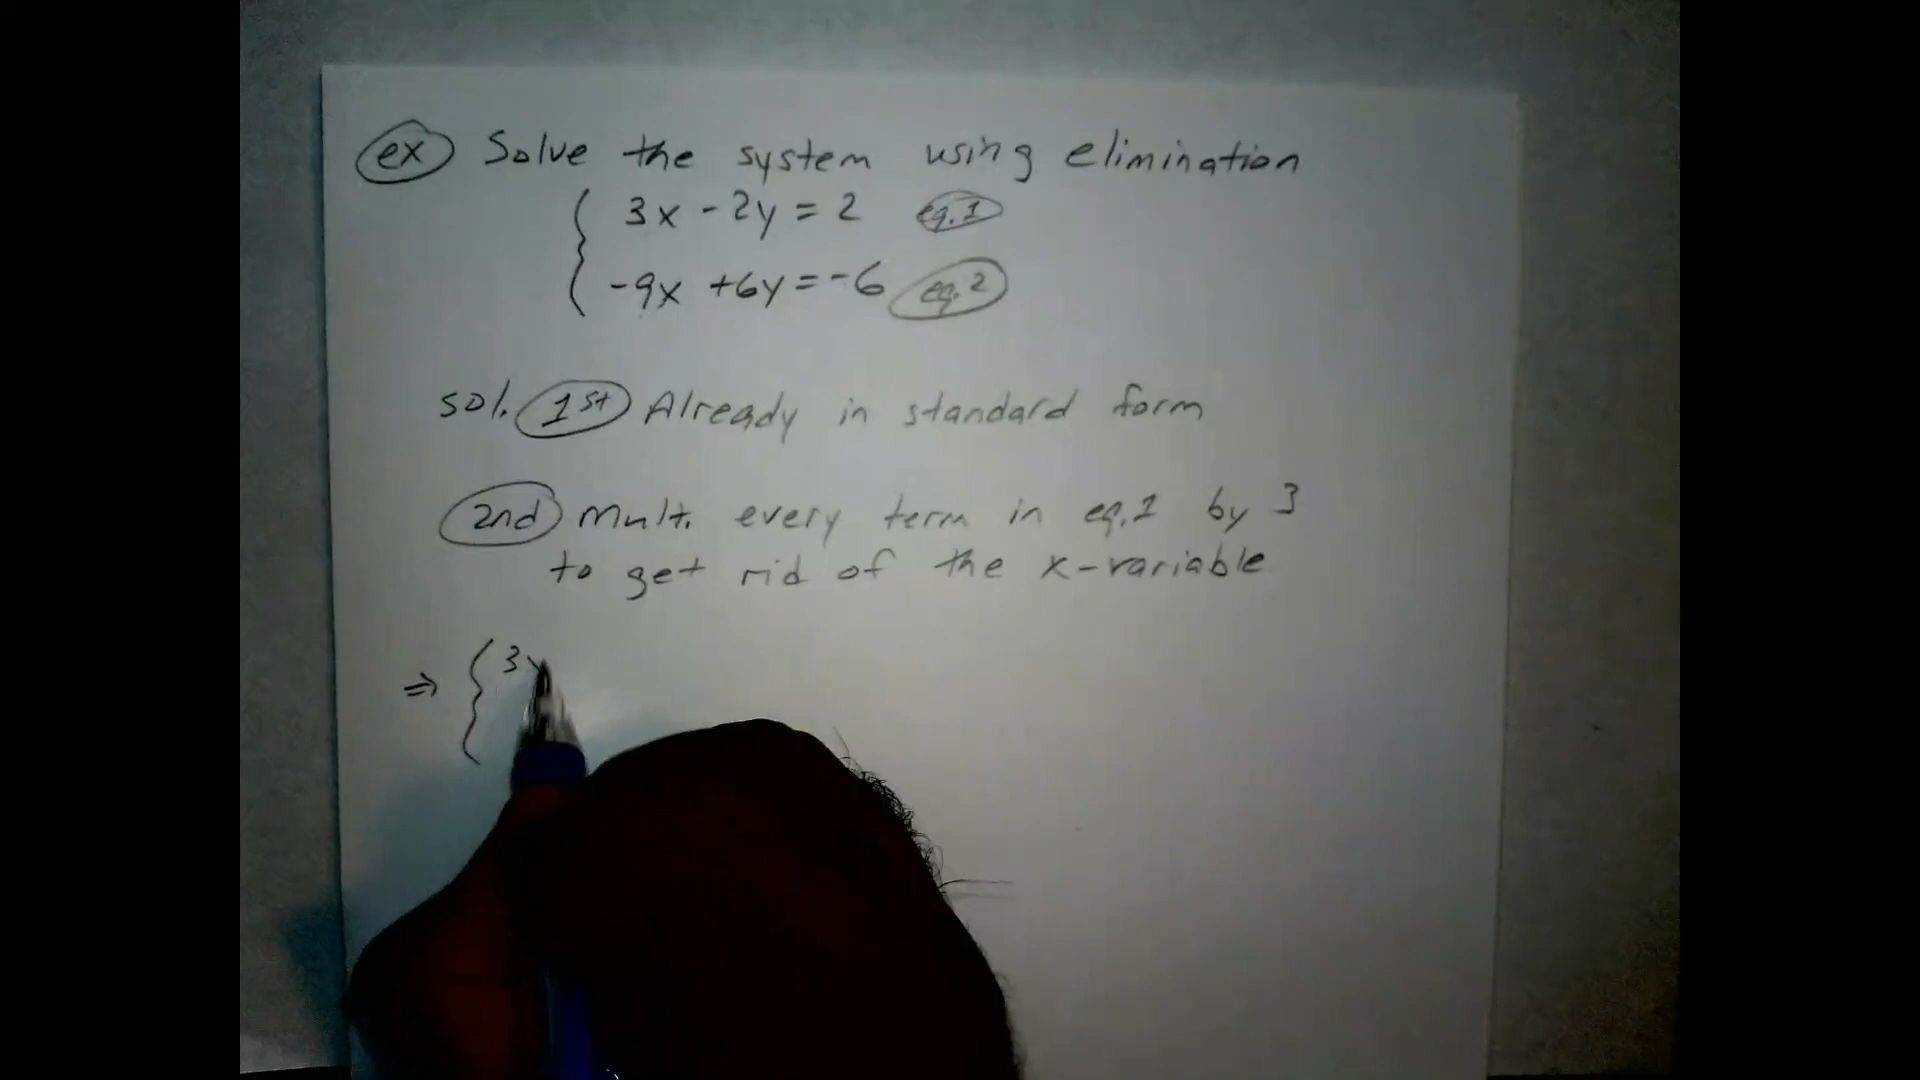 ex Solve the system using elimination
3x - 2y = 2 eq. 1
-9x +6y = -6 eq. 2
sol. 1st Already in standard form
2nd Mult. every term in eq. 1 by 3
to get rid of the x-variable
⇒ { 3x